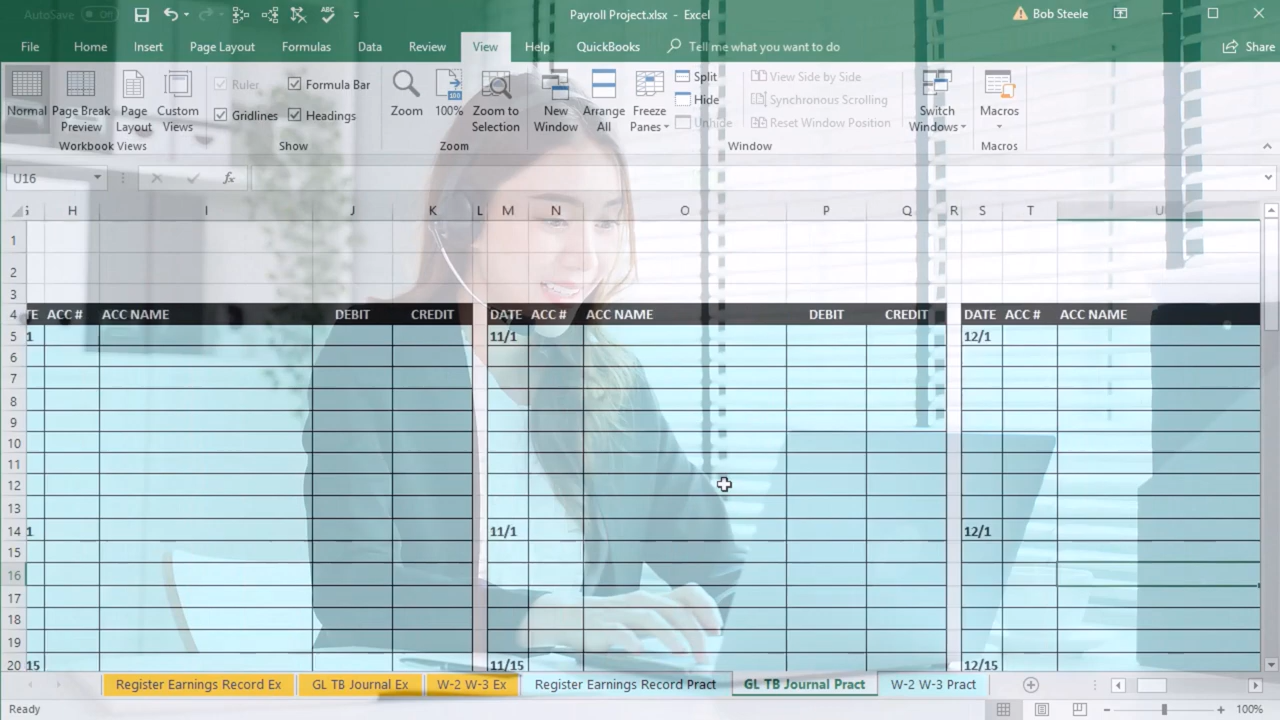 AutoSave Off Payroll Project.xlsx - Excel Bob Steele
File Home Insert Page Layout Formulas Data Review View Help QuickBooks Tell me what you want to do Share
Normal Page Break Preview Page Layout Custom Views
Ruler Formula Bar
Gridlines Headings
Zoom 100% Zoom to Selection
New Window Arrange All Freeze Panes
Split
Hide
Unhide
View Side by Side
Synchronous Scrolling
Reset Window Position
Switch Windows Macros
Workbook Views Show Zoom Window Macros
U16 fx
H I J K L M N O P Q R S T U
1
2
3
4 ACC # ACC NAME DEBIT CREDIT DATE ACC # ACC NAME DEBIT CREDIT DATE ACC # ACC NAME
5 1 11/1 12/1
6
7
8
9
10
11
12
13
14 1 11/1 12/1
15
16
17
18
19
20 15 11/15 12/15
Register Earnings Record Ex GL TB Journal Ex W-2 W-3 Ex Register Earnings Record Pract GL TB Journal Pract W-2 W-3 Pract
Ready 100%